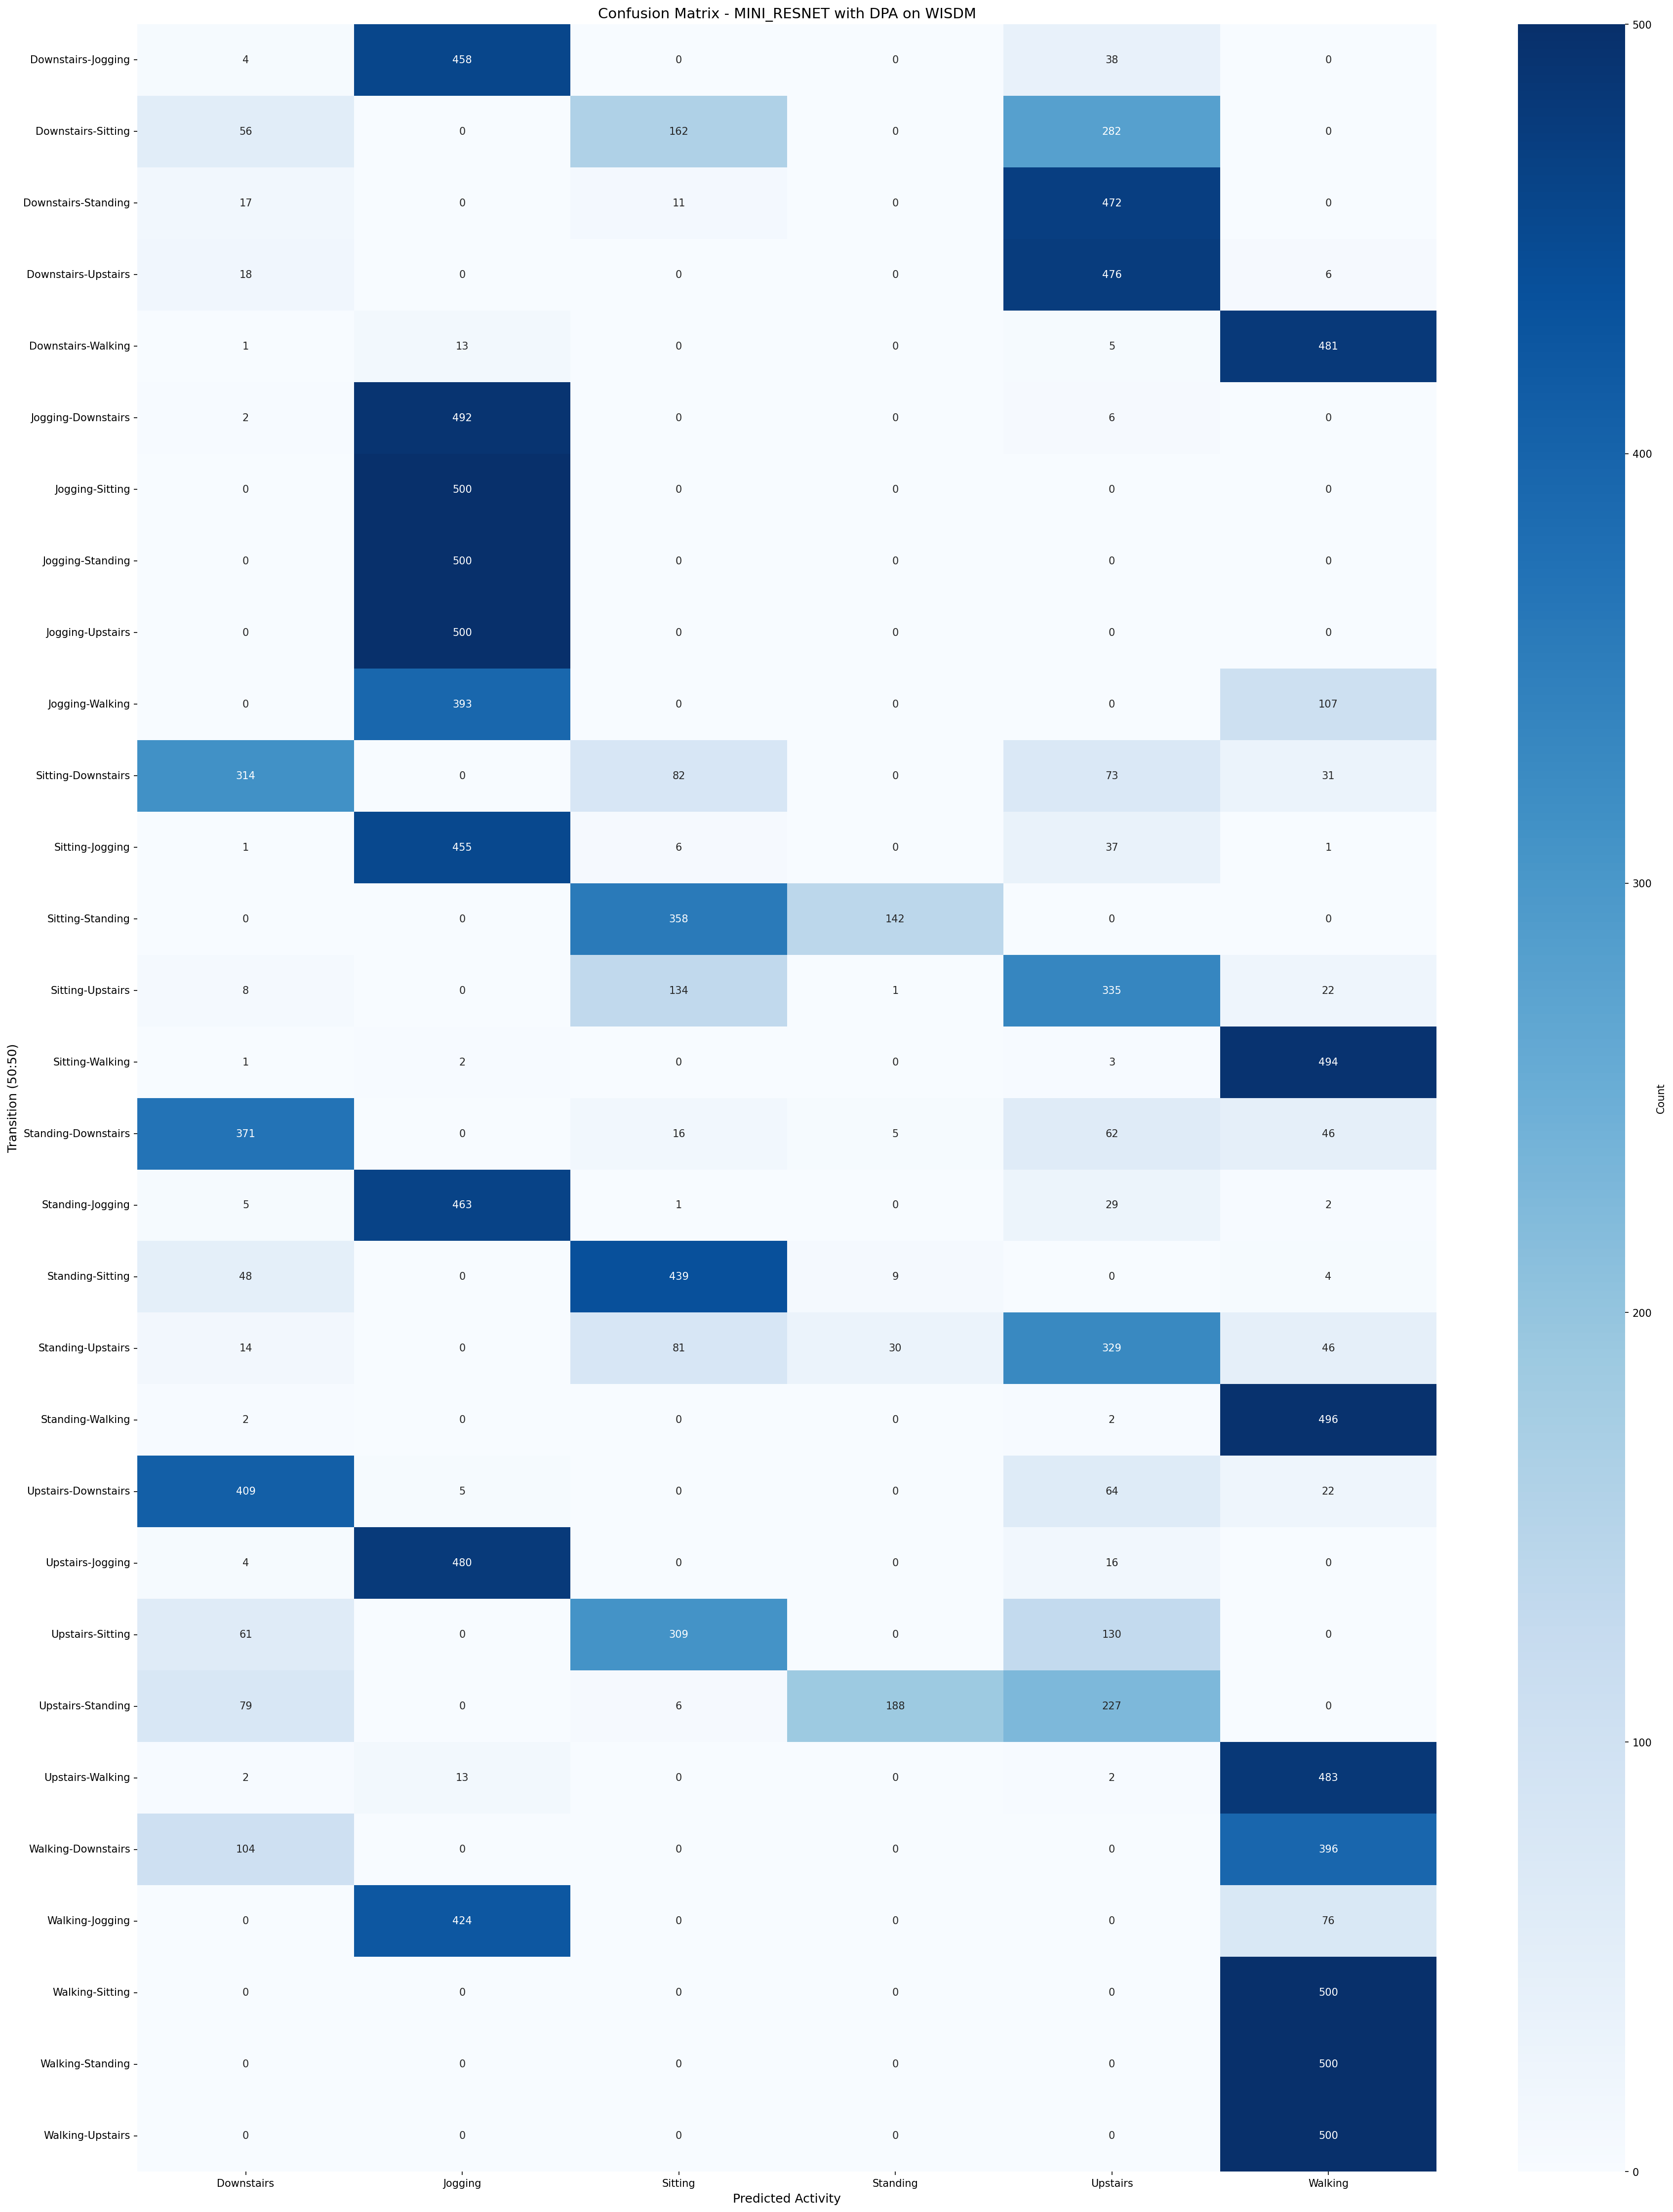 Confusion Matrix - MINI_RESNET with DPA on WISDM
Downstairs-Jogging 4 458 0 0 38 0
Downstairs-Sitting 56 0 162 0 282 0
Downstairs-Standing 17 0 11 0 472 0
Downstairs-Upstairs 18 0 0 0 476 6
Downstairs-Walking 1 13 0 0 5 481
Jogging-Downstairs 2 492 0 0 6 0
Jogging-Sitting 0 500 0 0 0 0
Jogging-Standing 0 500 0 0 0 0
Jogging-Upstairs 0 500 0 0 0 0
Jogging-Walking 0 393 0 0 0 107
Sitting-Downstairs 314 0 82 0 73 31
Sitting-Jogging 1 455 6 0 37 1
Sitting-Standing 0 0 358 142 0 0
Sitting-Upstairs 8 0 134 1 335 22
Sitting-Walking 1 2 0 0 3 494
Standing-Downstairs 371 0 16 5 62 46
Standing-Jogging 5 463 1 0 29 2
Standing-Sitting 48 0 439 9 0 4
Standing-Upstairs 14 0 81 30 329 46
Standing-Walking 2 0 0 0 2 496
Upstairs-Downstairs 409 5 0 0 64 22
Upstairs-Jogging 4 480 0 0 16 0
Upstairs-Sitting 61 0 309 0 130 0
Upstairs-Standing 79 0 6 188 227 0
Upstairs-Walking 2 13 0 0 2 483
Walking-Downstairs 104 0 0 0 0 396
Walking-Jogging 0 424 0 0 0 76
Walking-Sitting 0 0 0 0 0 500
Walking-Standing 0 0 0 0 0 500
Walking-Upstairs 0 0 0 0 0 500
Downstairs Jogging Sitting Standing Upstairs Walking
Predicted Activity
Transition (50:50)
500
400
300
200
100
0
Count